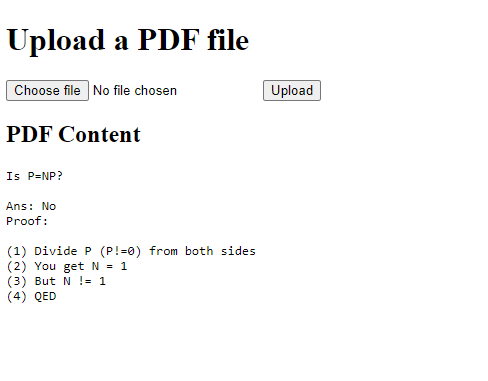 Upload a PDF file
Choose file No file chosen Upload
PDF Content
Is P=NP?
Ans: No
Proof:
(1) Divide P (P!=0) from both sides
(2) You get N = 1
(3) But N != 1
(4) QED